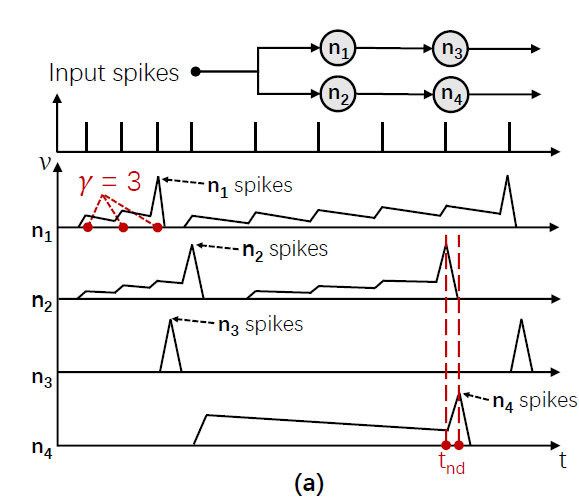 n1 n3
Input spikes
n2 n4
v
γ = 3
n1 spikes
n1
n2 spikes
n2
n3 spikes
n3
n4 spikes
n4
tnd t
(a)